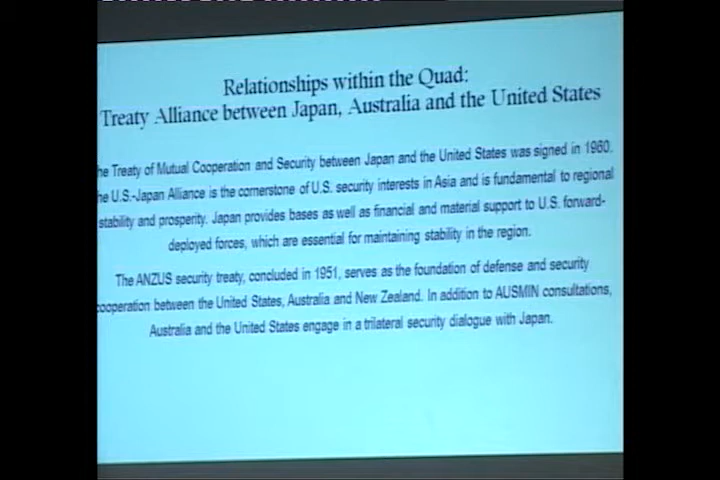 Relationships within the Quad:
Treaty Alliance between Japan, Australia and the United States
he Treaty of Mutual Cooperation and Security between Japan and the United States was signed in 1960.
he U.S.-Japan Alliance is the cornerstone of U.S. security interests in Asia and is fundamental to regional
stability and prosperity. Japan provides bases as well as financial and material support to U.S. forward-
deployed forces, which are essential for maintaining stability in the region.
The ANZUS security treaty, concluded in 1951, serves as the foundation of defense and security
cooperation between the United States, Australia and New Zealand. In addition to AUSMIN consultations,
Australia and the United States engage in a trilateral security dialogue with Japan.